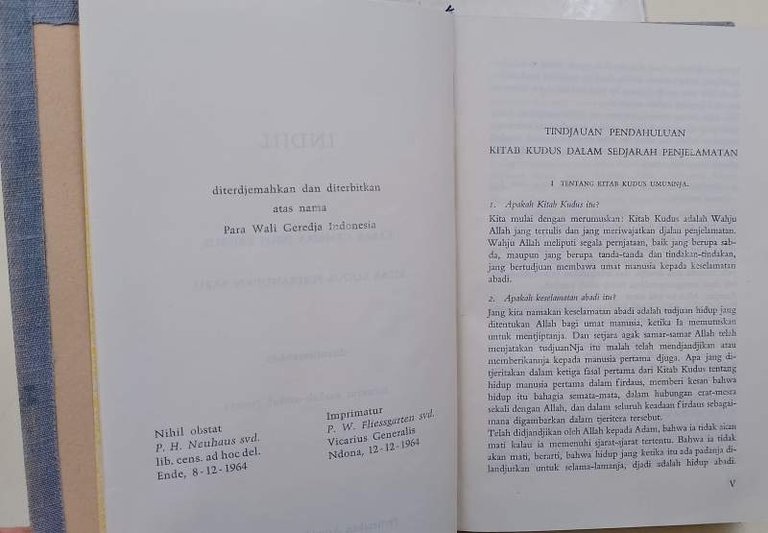 diterdjemahkan dan diterbitkan
atas nama
Para Wali Geredja Indonesia
Nihil obstat
P. H. Neuhaus svd.
lib. cens. ad hoc del.
Ende, 8-12-1964
Imprimatur
P. W. Fliessgarten svd.
Vicarius Generalis
Ndona, 12-12-1964
TINDJAUAN PENDAHULUAN
KITAB KUDUS DALAM SEDJARAH PENJELAMATAN
I TENTANG KITAB KUDUS UMUMNJA.
1. Apakah Kitab Kudus itu?
Kita mulai dengan merumuskan: Kitab Kudus adalah Wahju
Allah jang tertulis dan jang meriwajatkan djalan penjelamatan.
Wahju Allah meliputi segala pernjataan, baik jang berupa sab-
da, maupun jang berupa tanda-tanda dan tindakan-tindakan,
jang bertudjuan membawa umat manusia kepada keselamatan
abadi.
2. Apakah keselamatan abadi itu?
Jang kita namakan keselamatan abadi adalah tudjuan hidup jang
ditentukan Allah bagi umat manusia, ketika Ia memutuskan
untuk mentjiptanja. Dan setjara agak samar-samar Allah telah
menjatakan tudjuanNja itu malah telah mendjandjikan atau
memberikannja kepada manusia pertama djuga. Apa jang di-
tjeritakan dalam ketiga fasal pertama dari Kitab Kudus tentang
hidup manusia pertama dalam firdaus, memberi kesan bahwa
hidup itu bahagia semata-mata, dalam hubungan erat-mesra
sekali dengan Allah, dan dalam seluruh keadaan firdaus sebagai-
mana digambarkan dalam tjeritera tersebut.
Telah didjandjikan oleh Allah kepada Adam, bahwa ia tidak akan
mati kalau ia memenuhi sjarat-sjarat tertentu. Bahwa ia tidak
akan mati, berarti, bahwa hidup jang ketika itu ada padanja di-
landjurkan untuk selama-lamanja, djadi adalah hidup abadi.
V